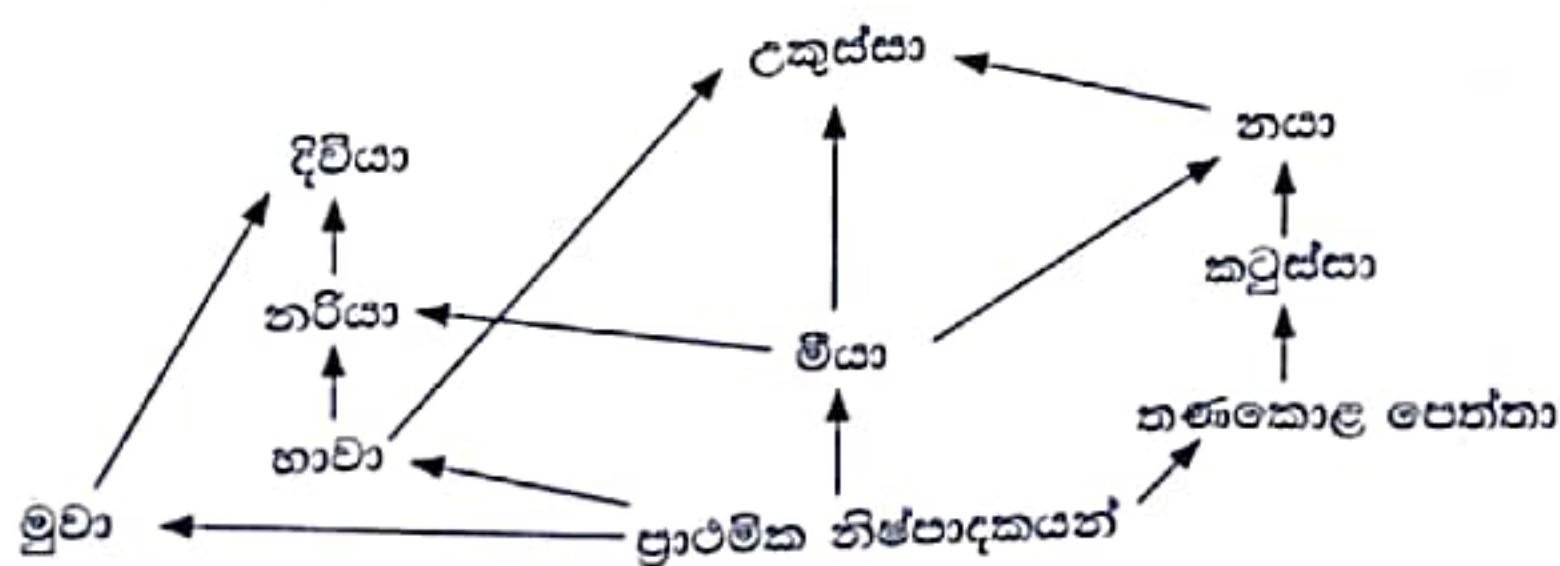 උකුස්සා
නයා
දිවියා
කටුස්සා
නරියා
මීයා
තණකොළ පෙත්තා
හාවා
මුවා
ප්‍රාථමික නිෂ්පාදකයන්